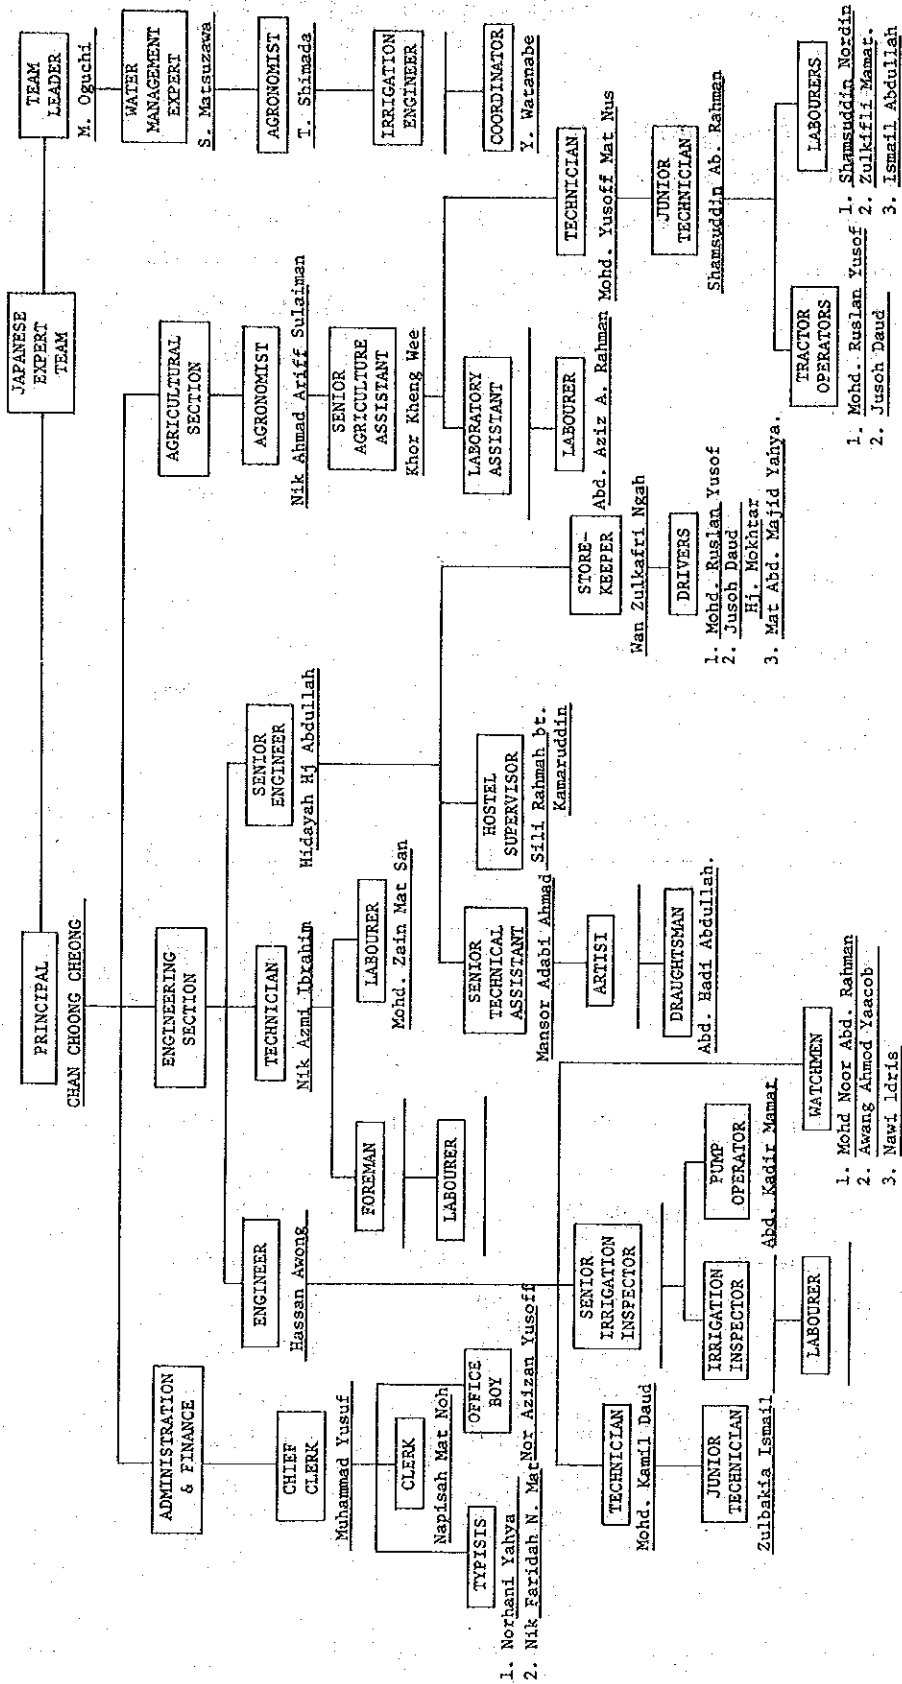 PRINCIPAL
CHAN CHOONG CHEONG
JAPANESE
EXPERT
TEAM
TEAM
LEADER
M. Oguchi
WATER
MANAGEMENT
EXPERT
S. Matsuzawa
AGRONOMIST
T. Shimada
IRRIGATION
ENGINEER
COORDINATOR
Y. Watanabe
ADMINISTRATION
& FINANCE
CHIEF
CLERK
Muhammad Yusuf
CLERK
Napisah Mat Noh
TYPISIS
1. Norhani Yahya
2. Nik Faridah N. Mat
OFFICE
BOY
Nor Azizan Yusoff
ENGINEERING
SECTION
ENGINEER
Hassan Awong
TECHNICIAN
Nik Azmi Ibrahim
SENIOR
ENGINEER
Hidayah Hj Abdullah
FOREMAN
LABOURER
LABOURER
Mohd. Zain Mat San
TECHNICIAN
Mohd. Kamil Daud
JUNIOR
TECHNICIAN
Zulbakia Ismail
SENIOR
IRRIGATION
INSPECTOR
IRRIGATION
INSPECTOR
LABOURER
PUMP
OPERATOR
Abd. Kadir Mamat
WATCHMEN
1. Mohd Noor Abd. Rahman
2. Awang Ahmod Yaacob
3. Nawi ldris
SENIOR
TECHNICAL
ASSISTANT
Mansor Adabi Ahmad
ARTISI
DRAUGHTSMAN
Abd. Hadi Abdullah.
HOSTEL
SUPERVISOR
Sili Rahmah bt.
Kamaruddin
STORE-
KEEPER
Wan Zulkafri Ngah
DRIVERS
1. Mohd. Ruslan Yusof
2. Jusoh Daud
Hj. Mokhtar
3. Mat Abd. Majid Yahya.
AGRICULTURAL
SECTION
AGRONOMIST
Nik Ahmad Ariff Sulaiman
SENIOR
AGRICULTURE
ASSISTANT
Khor Kheng Wee
LABORATORY
ASSISTANT
LABOURER
Abd. Aziz A. Rahman
TECHNICIAN
Mohd. Yusoff Mat Nus
JUNIOR
TECHNICIAN
Shamsuddin Ab. Rahman
TRACTOR
OPERATORS
1. Mohd. Ruslan Yusof
2. Jusoh Daud
LABOURERS
1. Shamsuddin Nordin
2. Zulkifli Mamat.
3. Ismail Abdullah